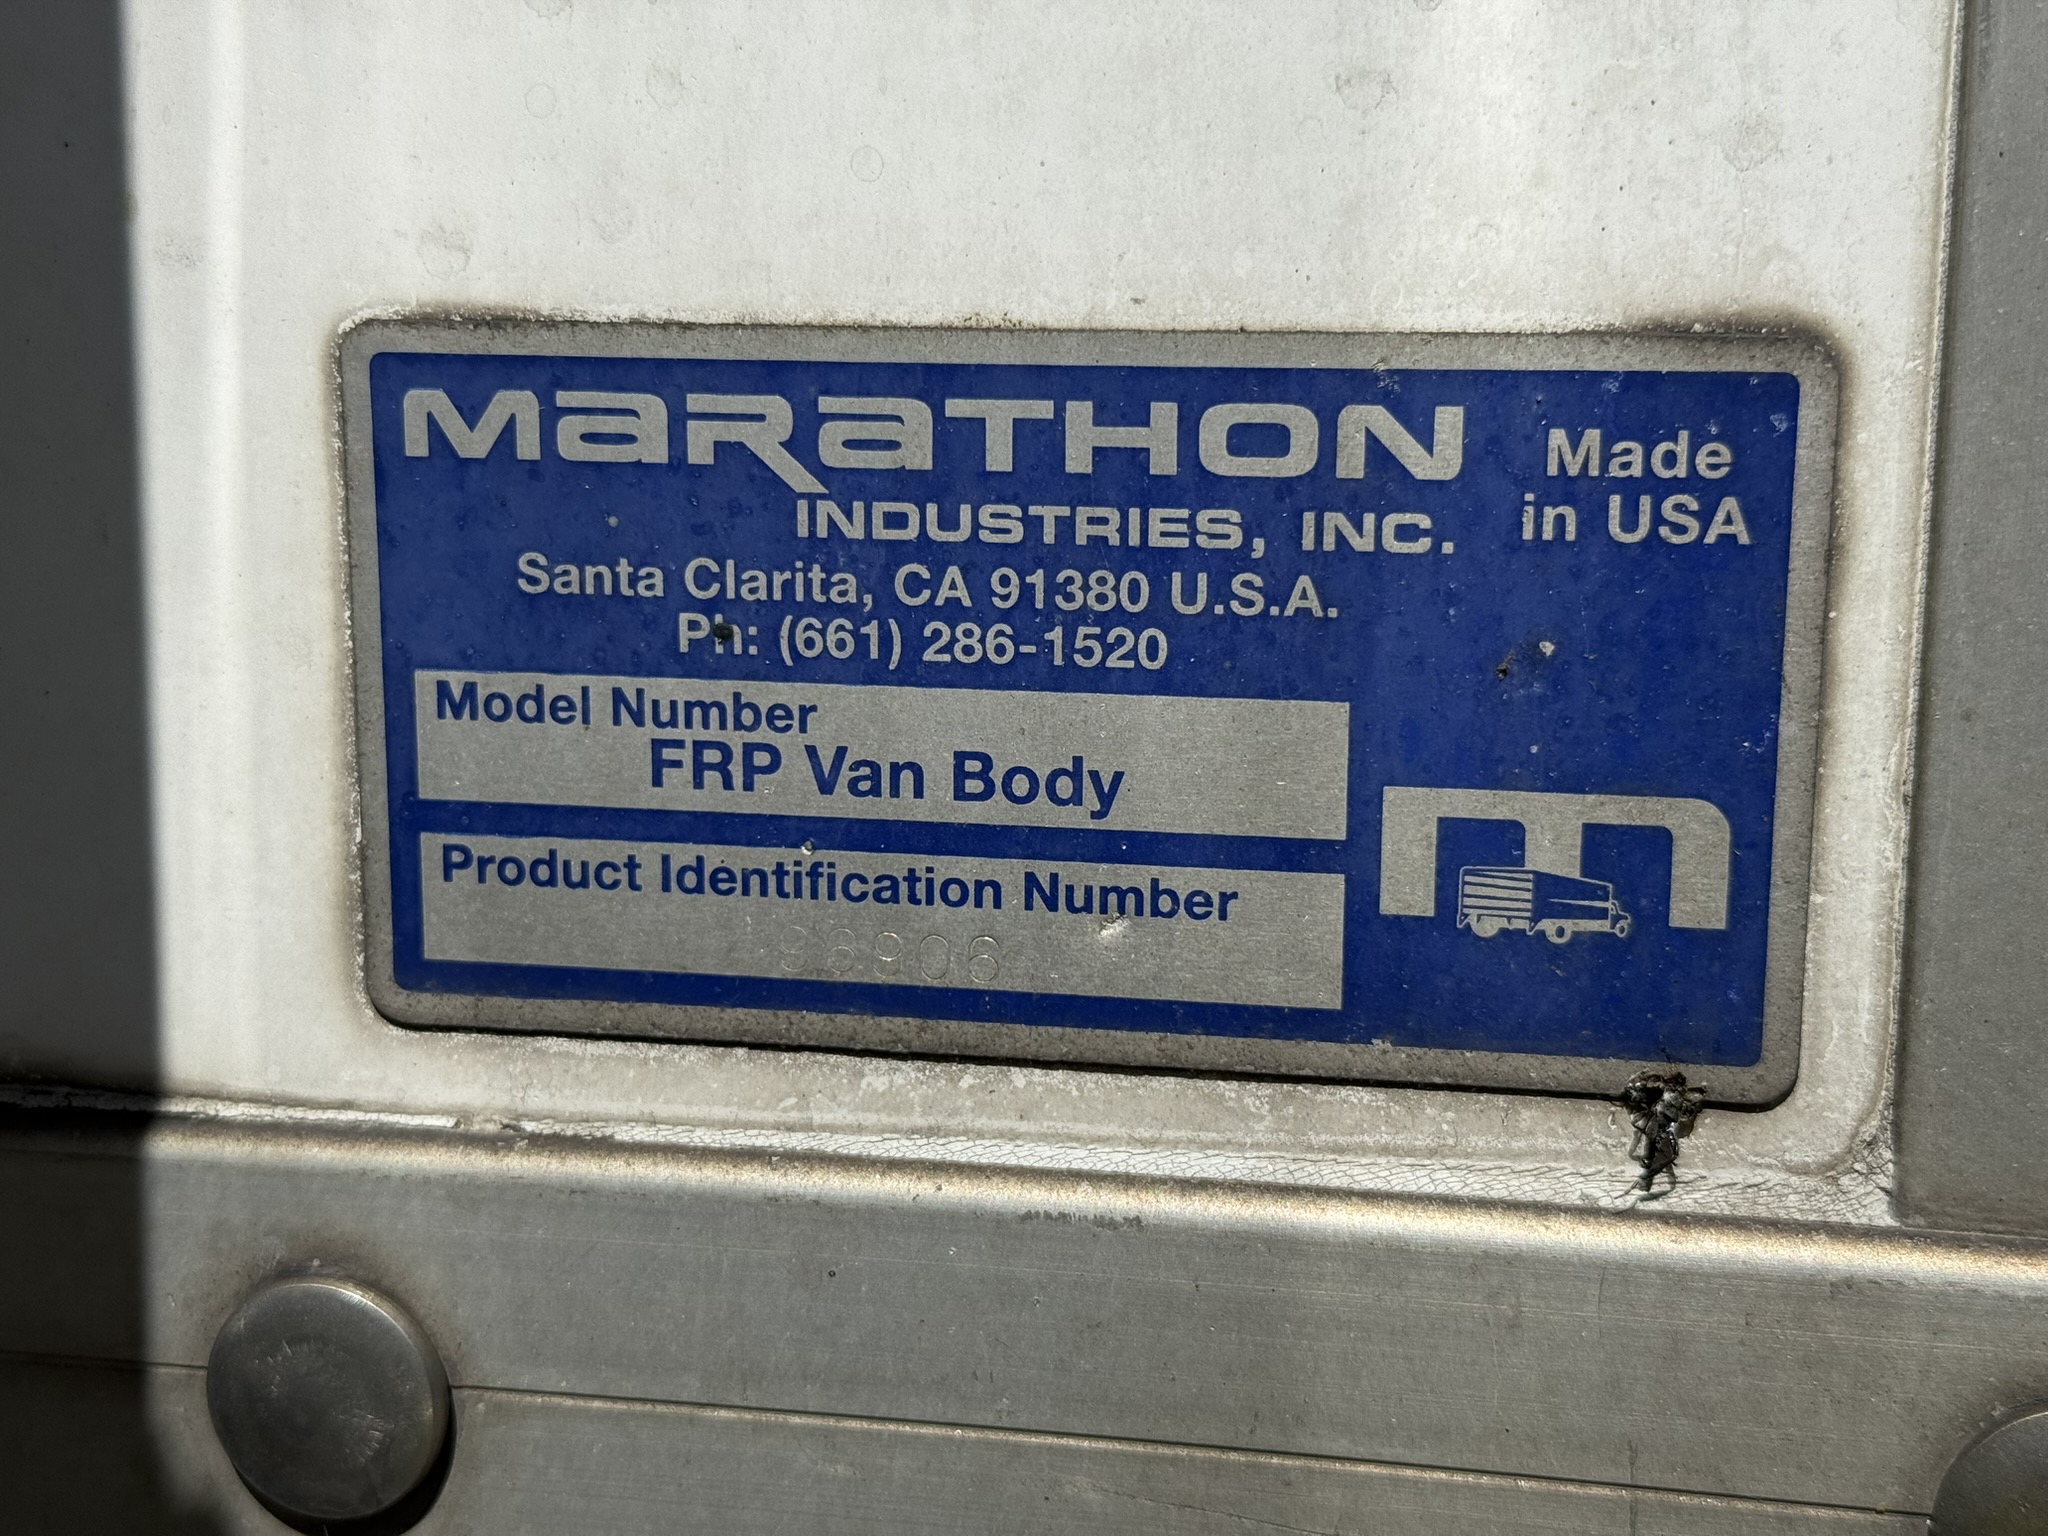 MARATHON
INDUSTRIES, INC.
Made
in USA
Santa Clarita, CA 91380 U.S.A.
Ph: (661) 286-1520
Model Number
FRP Van Body
Product Identification Number